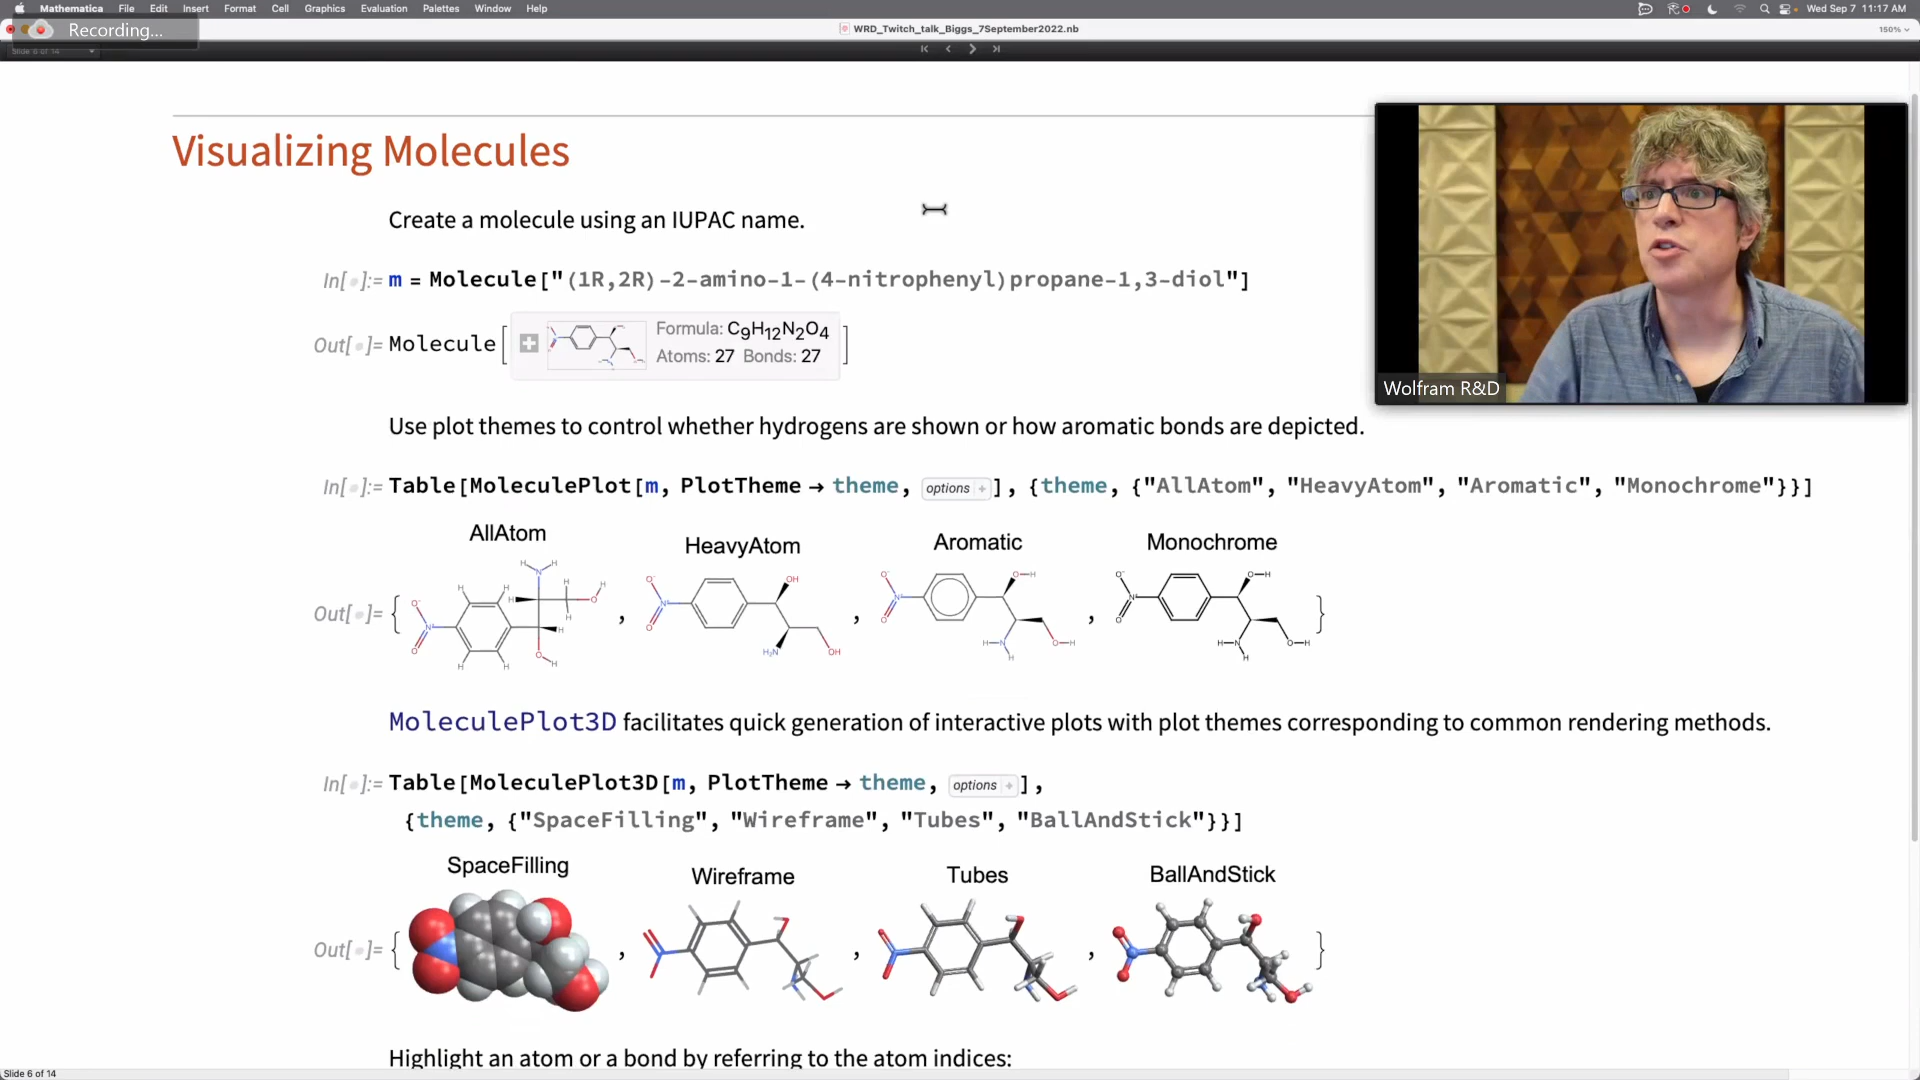 Mathematica File Edit Insert Format Cell Graphics Evaluation Palettes Window Help Wed Sep 7 11:17 AM
Recording...
WRD_Twitch_talk_Biggs_7September2022.nb
150%
Slide 6 of 14
Visualizing Molecules
Create a molecule using an IUPAC name.
In[ ]:= m = Molecule["(1R,2R)-2-amino-1-(4-nitrophenyl)propane-1,3-diol"]
Out[ ]= Molecule[ Formula: C9H12N2O4
Atoms: 27 Bonds: 27 ]
Wolfram R&D
Use plot themes to control whether hydrogens are shown or how aromatic bonds are depicted.
In[ ]:= Table[MoleculePlot[m, PlotTheme → theme, options + ], {theme, {"AllAtom", "HeavyAtom", "Aromatic", "Monochrome"}}]
AllAtom HeavyAtom Aromatic Monochrome
Out[ ]= { , , , }
MoleculePlot3D facilitates quick generation of interactive plots with plot themes corresponding to common rendering methods.
In[ ]:= Table[MoleculePlot3D[m, PlotTheme → theme, options + ],
{theme, {"SpaceFilling", "Wireframe", "Tubes", "BallAndStick"}}]
SpaceFilling Wireframe Tubes BallAndStick
Out[ ]= { , , , }
Highlight an atom or a bond by referring to the atom indices:
Slide 6 of 14